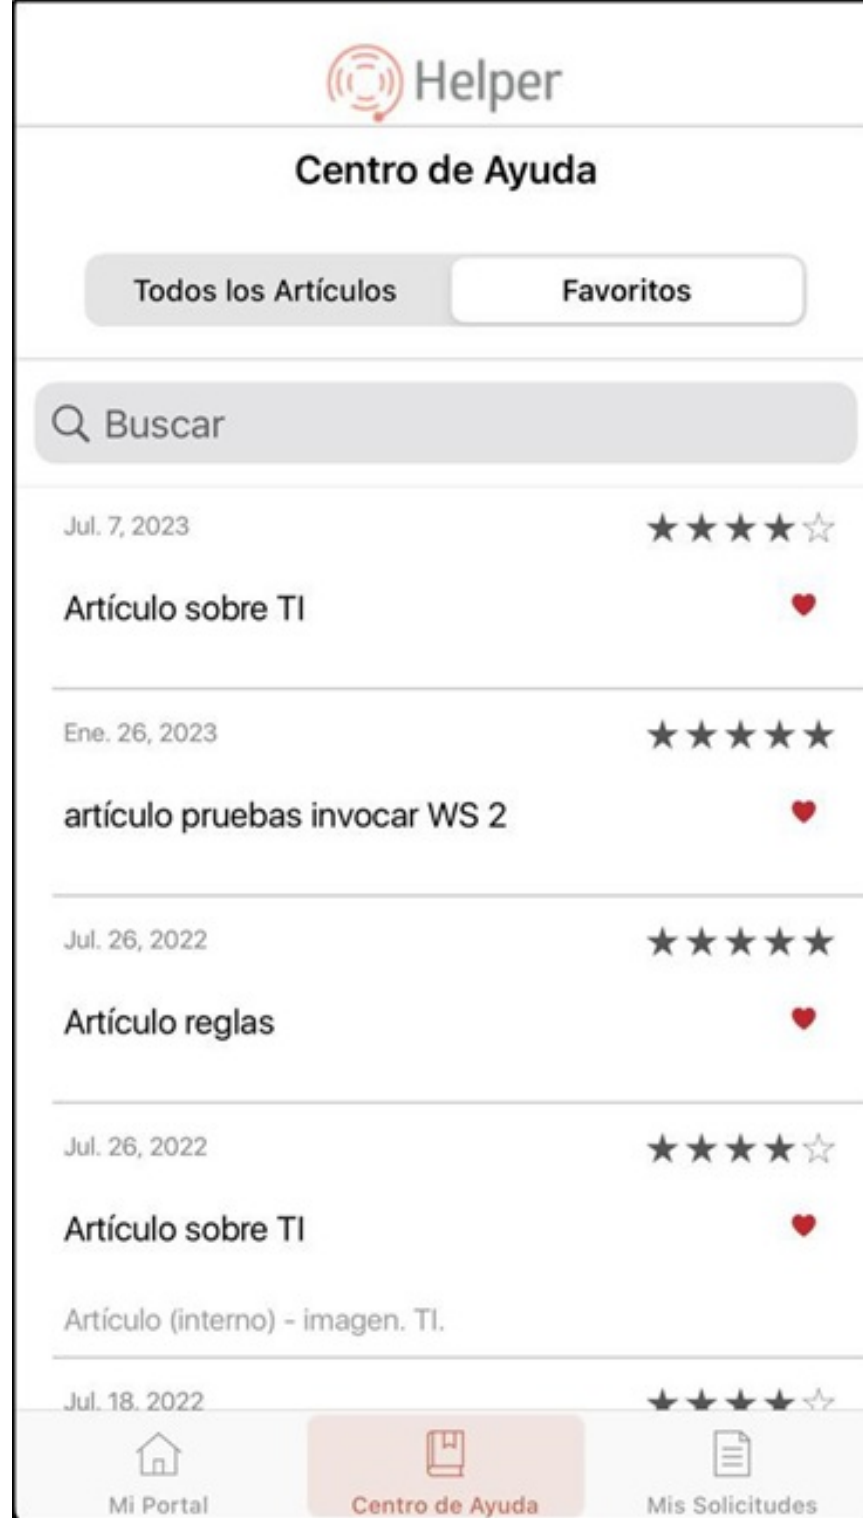 Helper
Centro de Ayuda
Todos los Artículos Favoritos
Buscar
Jul. 7, 2023
Artículo sobre TI
Ene. 26, 2023
artículo pruebas invocar WS 2
Jul. 26, 2022
Artículo reglas
Jul. 26, 2022
Artículo sobre TI
Artículo (interno) - imagen. TI.
Jul. 18, 2022
Mi Portal Centro de Ayuda Mis Solicitudes